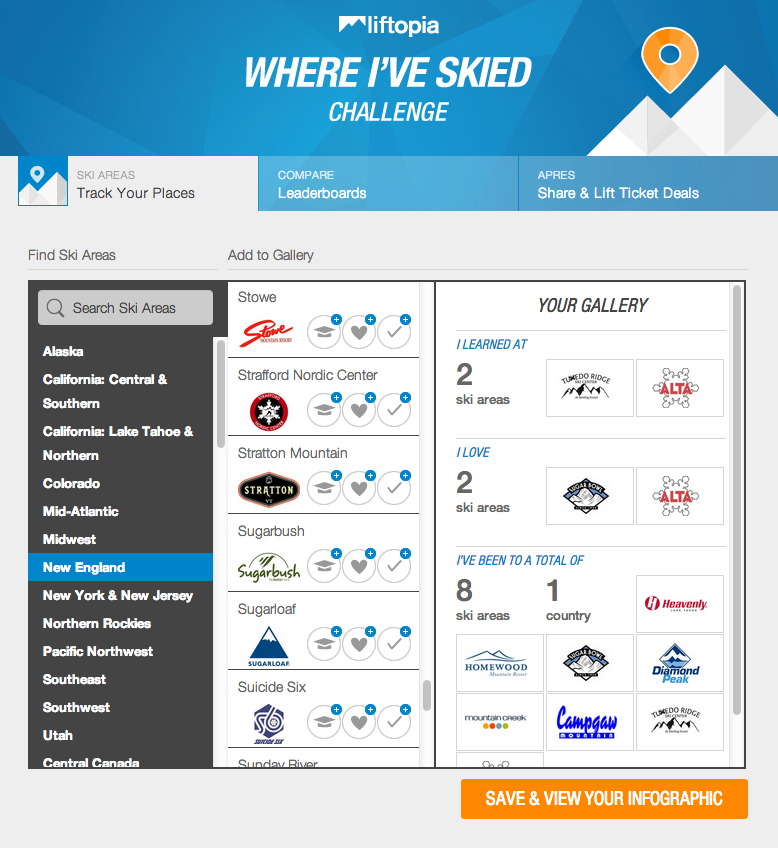 liftopia
WHERE I'VE SKIED
CHALLENGE
SKI AREAS
Track Your Places
COMPARE
Leaderboards
APRES
Share & Lift Ticket Deals
Find Ski Areas
Add to Gallery
Search Ski Areas
Alaska
California: Central &
Southern
California: Lake Tahoe &
Northern
Colorado
Mid-Atlantic
Midwest
New England
New York & New Jersey
Northern Rockies
Pacific Northwest
Southeast
Southwest
Utah
Central Canada
Stowe
Stowe
MOUNTAIN RESORT
Strafford Nordic Center
STRAFFORD
NORDIC CENTER
Stratton Mountain
STRATTON
VT
Sugarbush
Sugarbush
Sugarloaf
SUGARLOAF
Suicide Six
SUICIDE SIX
Sunday River
YOUR GALLERY
I LEARNED AT
2
ski areas
TUXEDO RIDGE
SKI CENTER
ALTA
I LOVE
2
ski areas
SUGAR BOWL
ALTA
I'VE BEEN TO A TOTAL OF
8
ski areas
1
country
Heavenly
LAKE TAHOE
HOMEWOOD
Mountain Resort
SUGAR BOWL
Diamond
Peak
mountain creek
Campgaw
MOUNTAIN
TUXEDO RIDGE
SKI CENTER
SAVE & VIEW YOUR INFOGRAPHIC